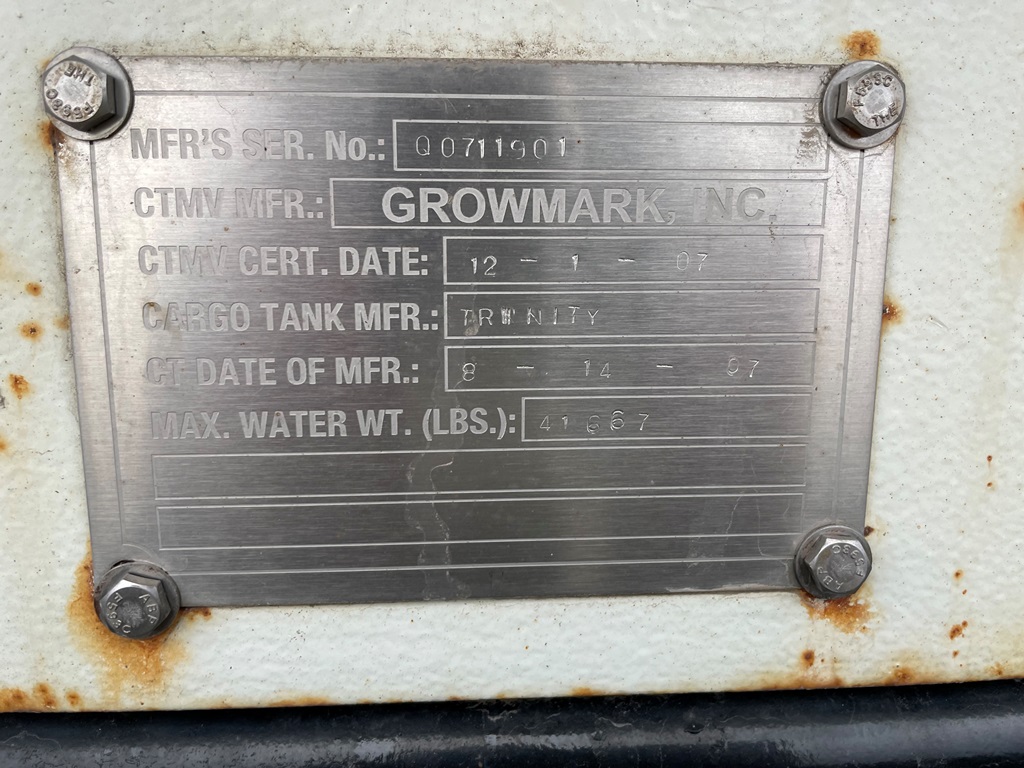 MFR'S SER. No.: Q0711901
CTMV MFR.: GROWMARK, INC.
CTMV CERT. DATE: 12 - 1 - 07
CARGO TANK MFR.: TRINITY
CT DATE OF MFR.: 8 - 14 - 07
MAX. WATER WT. (LBS.): 41667